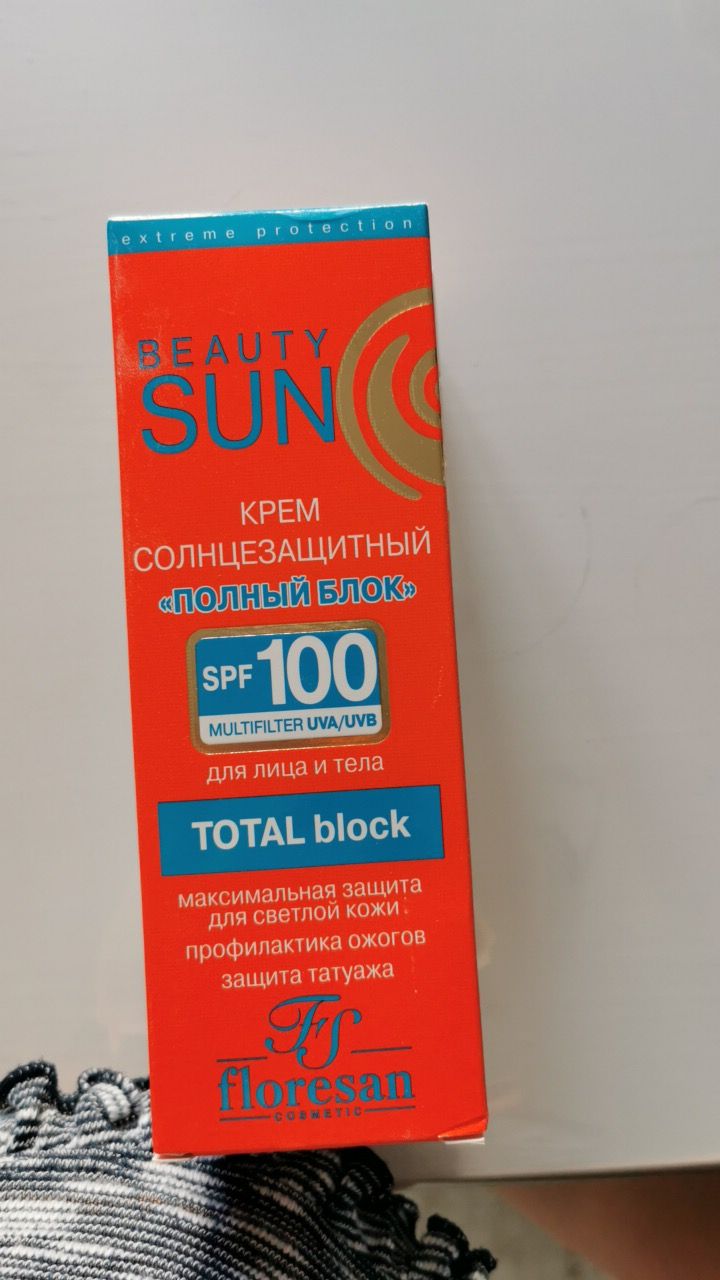 extreme protection
BEAUTY
SUN
КРЕМ
СОЛНЦЕЗАЩИТНЫЙ
«ПОЛНЫЙ БЛОК»
SPF 100
MULTIFILTER UVA/UVB
для лица и тела
TOTAL block
максимальная защита
для светлой кожи
профилактика ожогов
защита татуажа
FS
floresan
COSMETIC